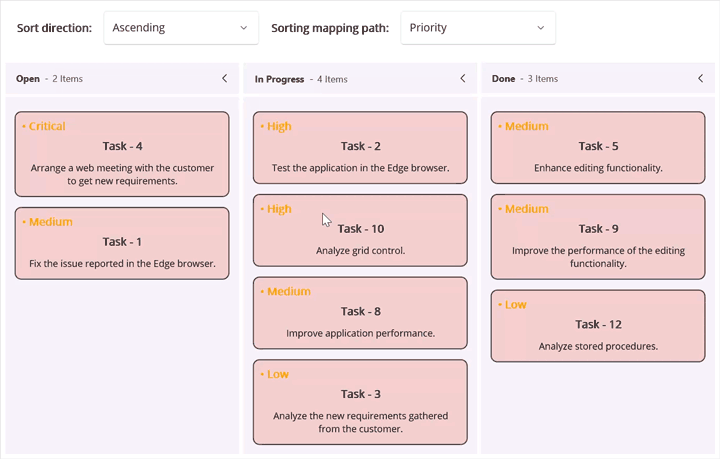 Sort direction: Ascending Sorting mapping path: Priority
Open - 2 Items
• Critical
Task - 4
Arrange a web meeting with the customer
to get new requirements.
• Medium
Task - 1
Fix the issue reported in the Edge browser.
In Progress - 4 Items
• High
Task - 2
Test the application in the Edge browser.
• High
Task - 10
Analyze grid control.
• Medium
Task - 8
Improve application performance.
• Low
Task - 3
Analyze the new requirements gathered
from the customer.
Done - 3 Items
• Medium
Task - 5
Enhance editing functionality.
• Medium
Task - 9
Improve the performance of the editing
functionality.
• Low
Task - 12
Analyze stored procedures.